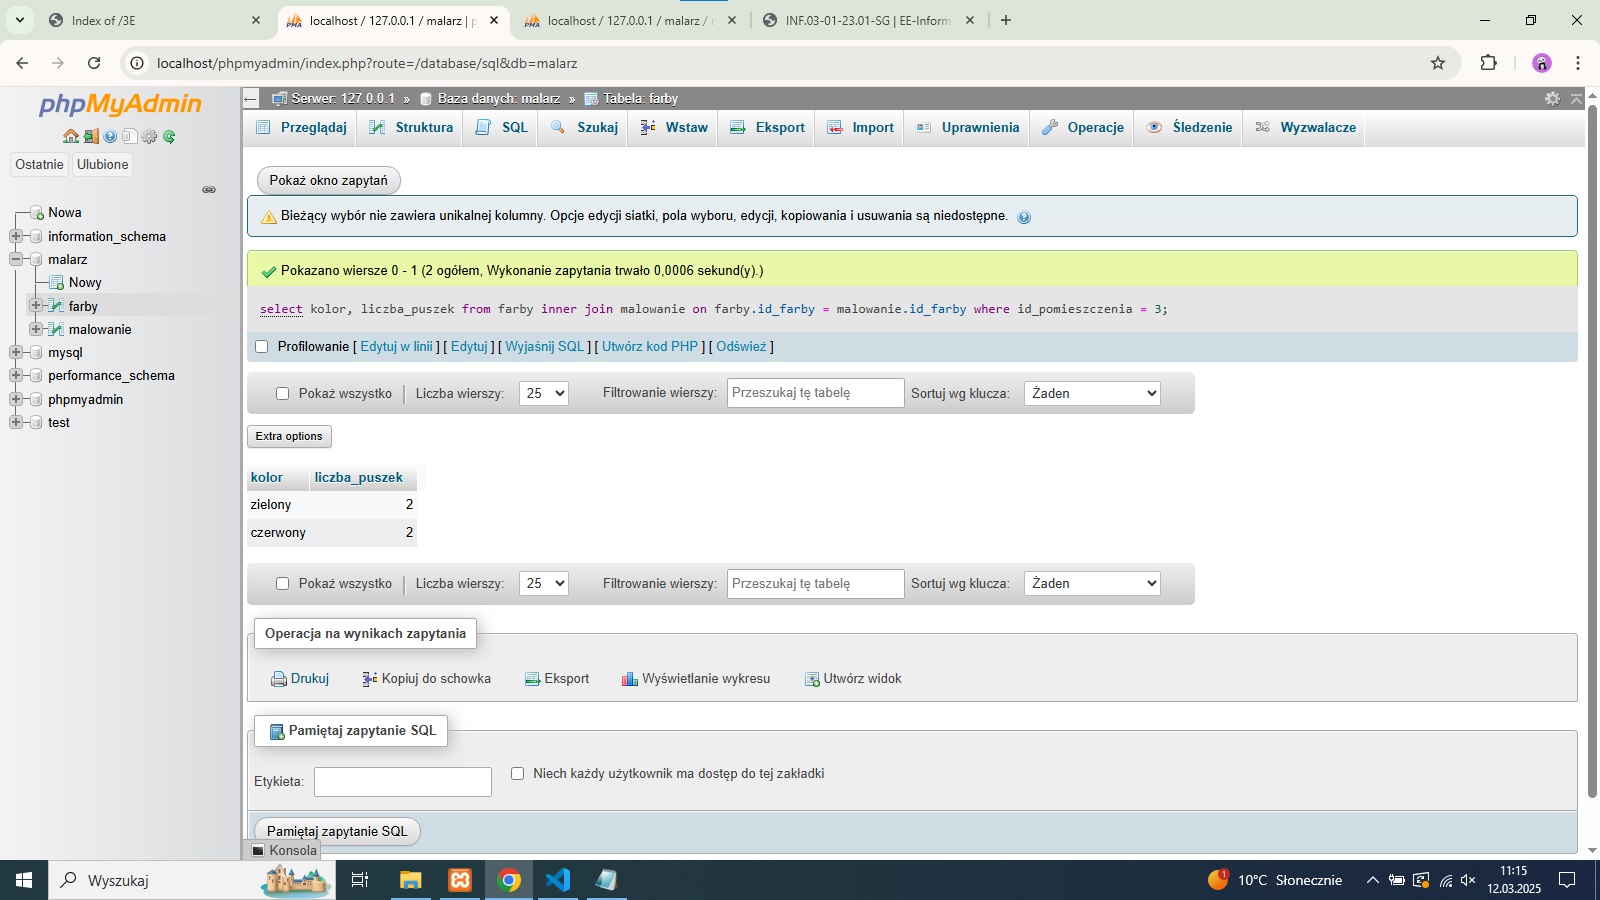 Index of /3E
localhost / 127.0.0.1 / malarz | p
localhost / 127.0.0.1 / malarz /
INF.03-01-23.01-SG | EE-Inform
localhost/phpmyadmin/index.php?route=/database/sql&db=malarz
phpMyAdmin
Ostatnie
Ulubione
Nowa
information_schema
malarz
Nowy
farby
malowanie
mysql
performance_schema
phpmyadmin
test
Serwer: 127.0.0.1 » Baza danych: malarz » Tabela: farby
Przeglądaj
Struktura
SQL
Szukaj
Wstaw
Eksport
Import
Uprawnienia
Operacje
Śledzenie
Wyzwalacze
Pokaż okno zapytań
Bieżący wybór nie zawiera unikalnej kolumny. Opcje edycji siatki, pola wyboru, edycji, kopiowania i usuwania są niedostępne.
Pokazano wiersze 0 - 1 (2 ogółem, Wykonanie zapytania trwało 0,0006 sekund(y).)
select kolor, liczba_puszek from farby inner join malowanie on farby.id_farby = malowanie.id_farby where id_pomieszczenia = 3;
Profilowanie [ Edytuj w linii ] [ Edytuj ] [ Wyjaśnij SQL ] [ Utwórz kod PHP ] [ Odśwież ]
Pokaż wszystko
Liczba wierszy: 25
Filtrowanie wierszy: Przeszukaj tę tabelę
Sortuj wg klucza: Żaden
Extra options
kolor liczba_puszek
zielony 2
czerwony 2
Pokaż wszystko
Liczba wierszy: 25
Filtrowanie wierszy: Przeszukaj tę tabelę
Sortuj wg klucza: Żaden
Operacja na wynikach zapytania
Drukuj
Kopiuj do schowka
Eksport
Wyświetlanie wykresu
Utwórz widok
Pamiętaj zapytanie SQL
Etykieta:
Niech każdy użytkownik ma dostęp do tej zakładki
Pamiętaj zapytanie SQL
Konsola
Wyszukaj
1
10°C Słonecznie
11:15
12.03.2025